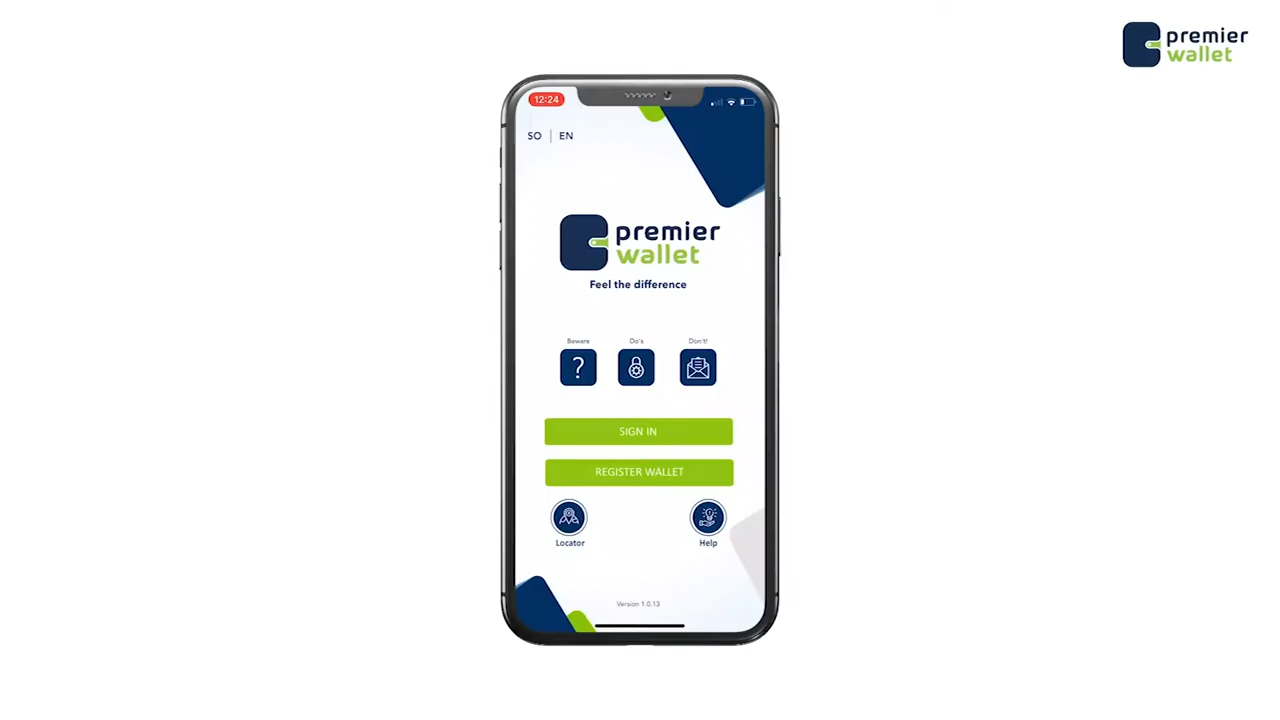 premier
wallet
12:24
SO | EN
premier
wallet
Feel the difference
Beware
Do's
Don't!
SIGN IN
REGISTER WALLET
Locator
Help
Version 1.0.13